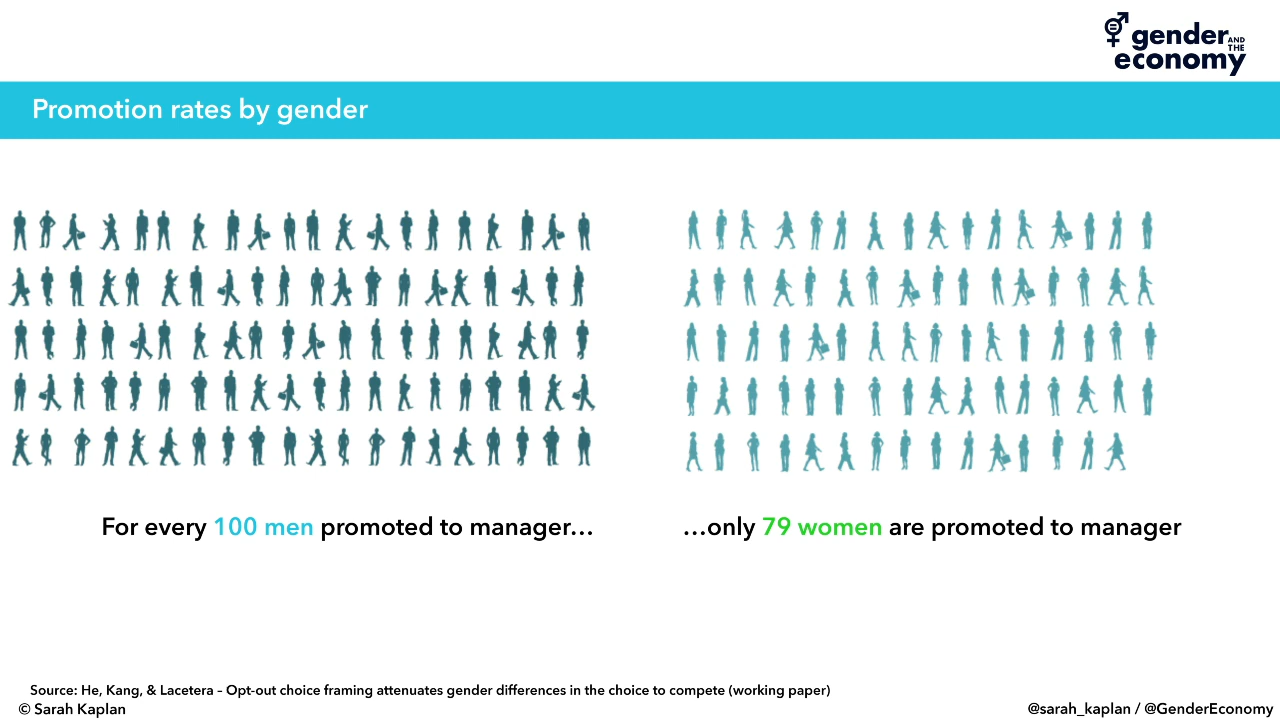 gender AND THE
economy
Promotion rates by gender
For every 100 men promoted to manager...
...only 79 women are promoted to manager
Source: He, Kang, & Lacetera – Opt-out choice framing attenuates gender differences in the choice to compete (working paper)
© Sarah Kaplan
@sarah_kaplan / @GenderEconomy